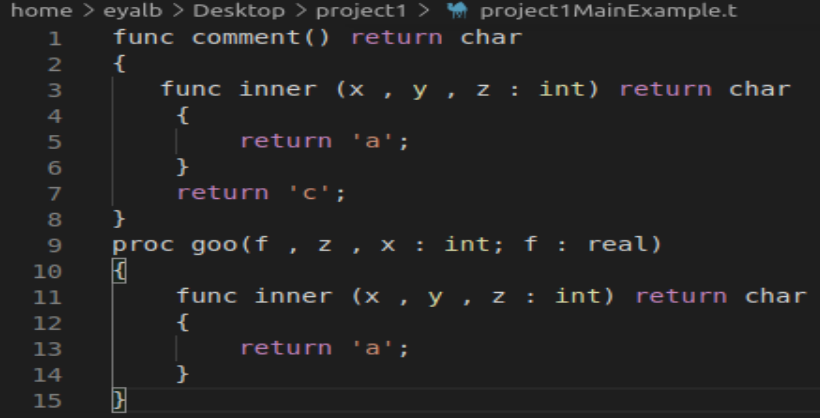 home > eyalb > Desktop > project1 > project1MainExample.t
1 func comment() return char
2 {
3 func inner (x , y , z : int) return char
4 {
5 return 'a';
6 }
7 return 'c';
8 }
9 proc goo(f , z , x : int; f : real)
10 {
11 func inner (x , y , z : int) return char
12 {
13 return 'a';
14 }
15 }